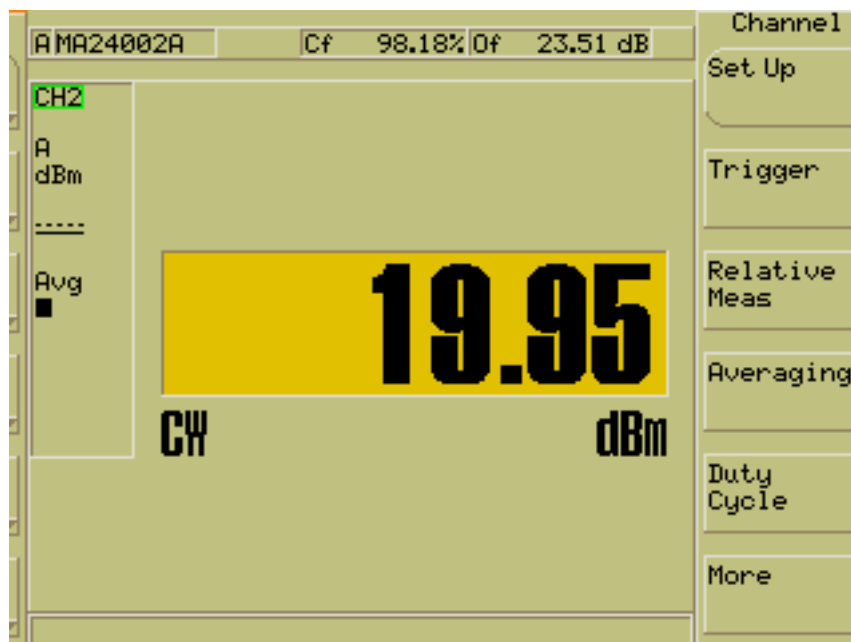 A MA24002A Cf 98.18% Of 23.51 dB
CH2
A
dBm
-----
Avg
19.95
CW dBm
Channel
Set Up
Trigger
Relative
Meas
Averaging
Duty
Cycle
More